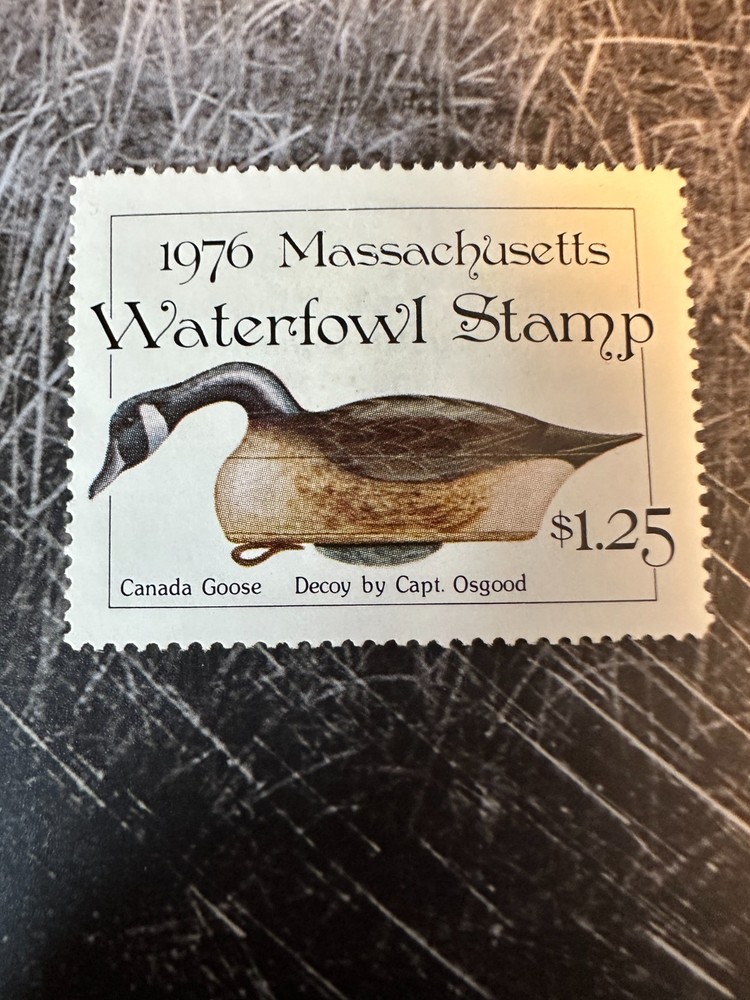 1976 Massachusetts
Waterfowl Stamp
$1.25
Canada Goose Decoy by Capt. Osgood